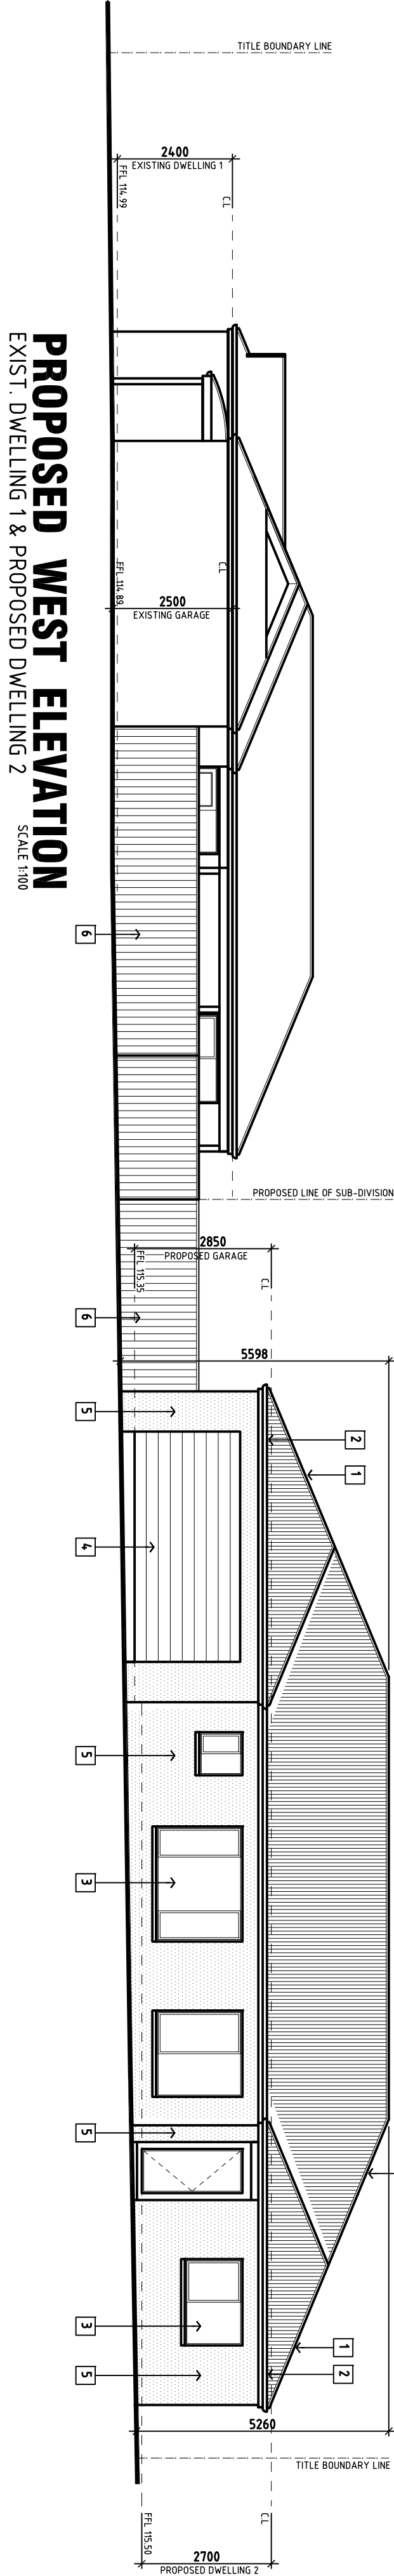 TITLE BOUNDARY LINE
2400
EXISTING DWELLING 1
FFL 114.99
C.L
FFL 114.89
C.L
2500
EXISTING GARAGE
6
PROPOSED LINE OF SUB-DIVISION
2850
PROPOSED GARAGE
FFL 115.35
C.L
6
5598
5
2
1
4
5
3
5
3
1
2
5
5260
TITLE BOUNDARY LINE
FFL 115.50
C.L
2700
PROPOSED DWELLING 2
PROPOSED WEST ELEVATION
EXIST. DWELLING 1 & PROPOSED DWELLING 2
SCALE 1:100